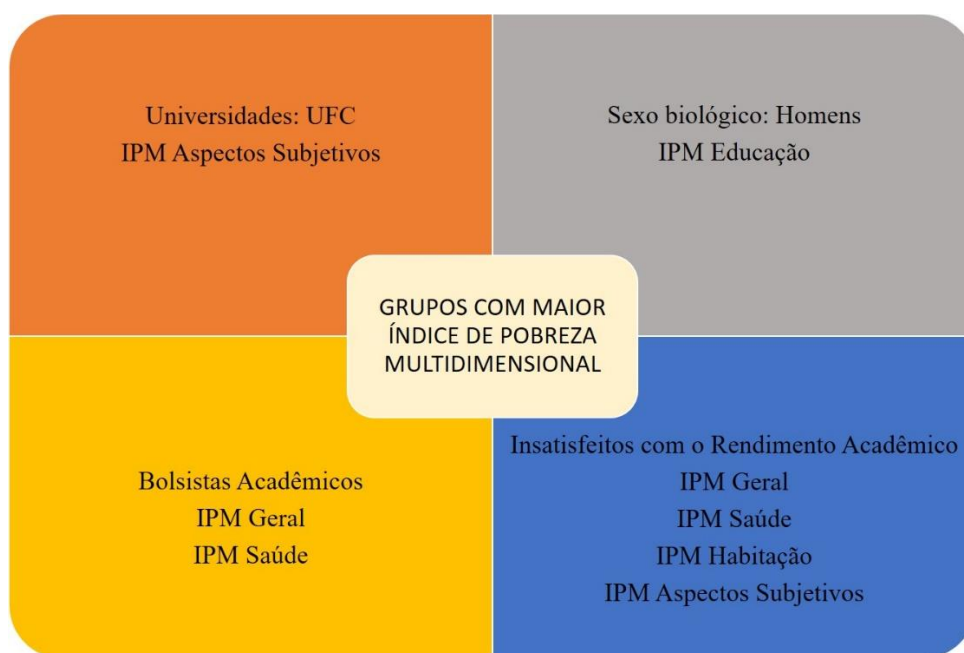 Universidades: UFC
IPM Aspectos Subjetivos
Sexo biológico: Homens
IPM Educação
GRUPOS COM MAIOR
ÍNDICE DE POBREZA
MULTIDIMENSIONAL
Bolsistas Acadêmicos
IPM Geral
IPM Saúde
Insatisfeitos com o Rendimento Acadêmico
IPM Geral
IPM Saúde
IPM Habitação
IPM Aspectos Subjetivos